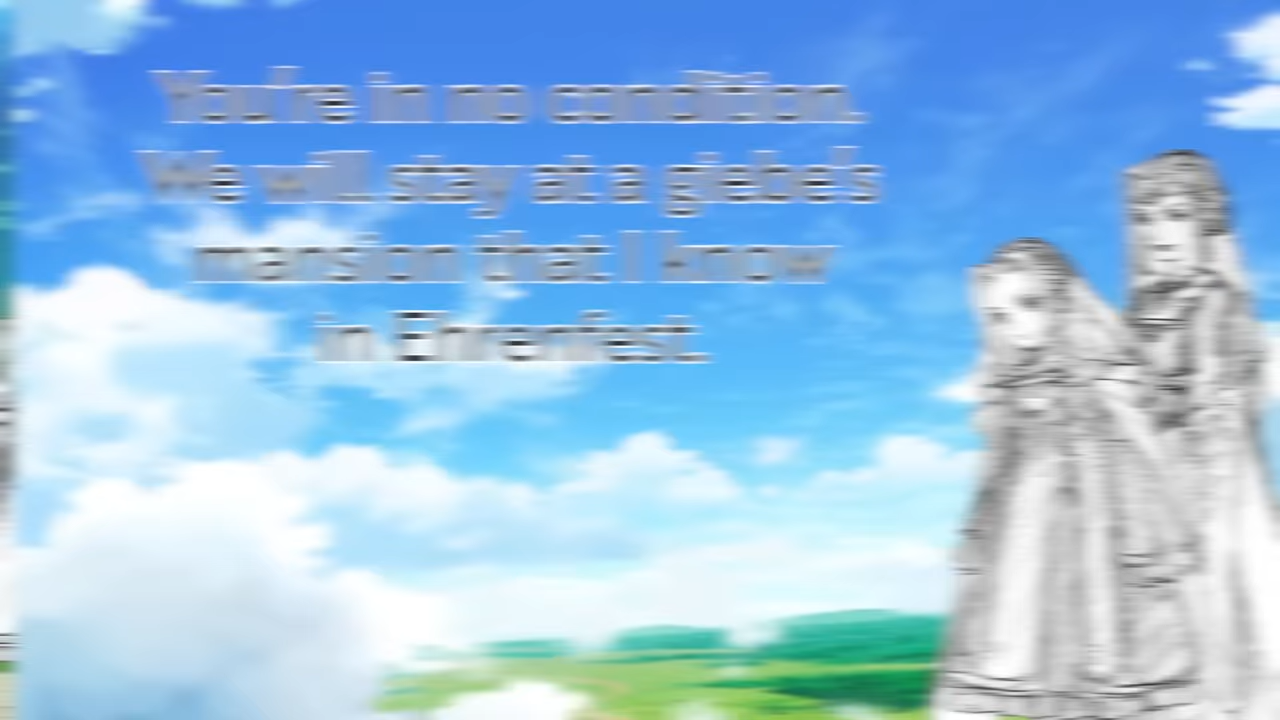 You're in no condition.
We will stay at a giebe's
mansion that I know
in Ehrenfest.